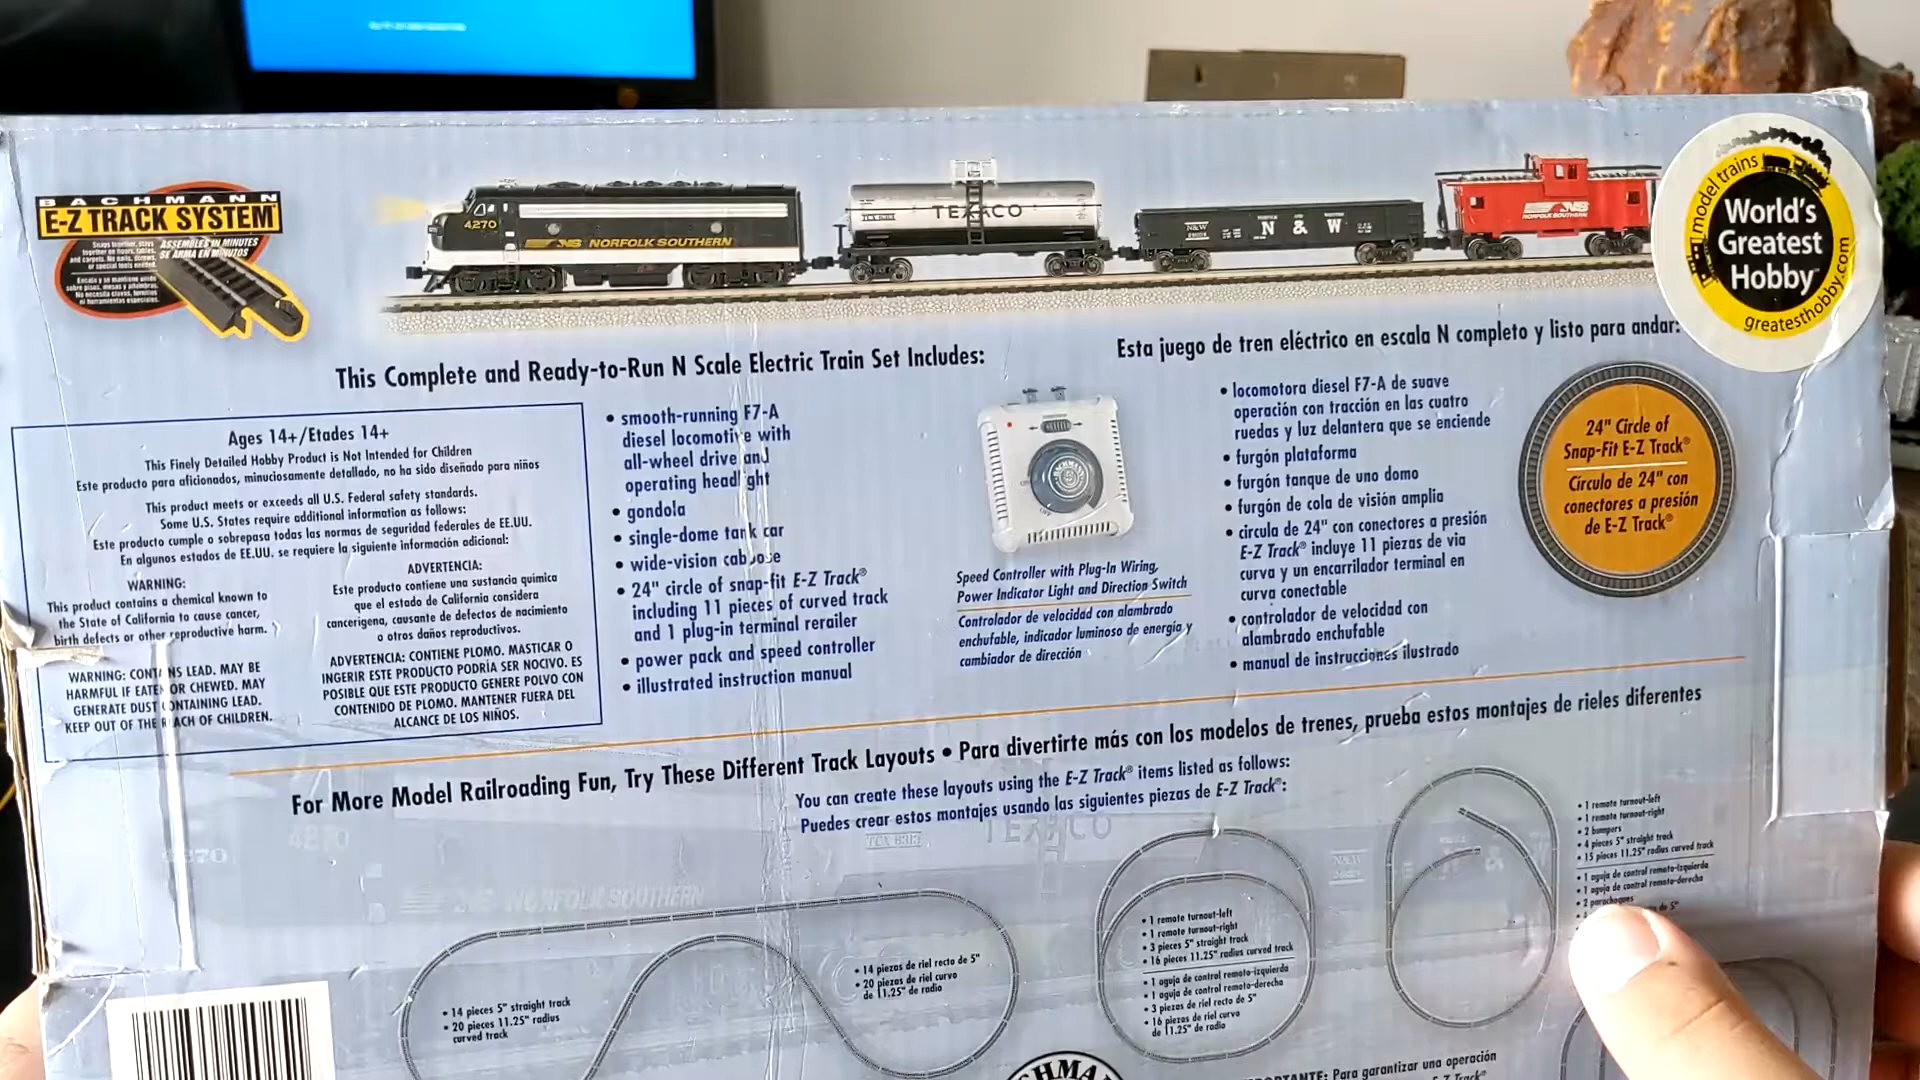 BACHMANN
E-Z TRACK SYSTEM
Snaps together, stays
together on floors, tables,
and carpets. No nails, screws,
or special tools needed.
ASSEMBLES IN MINUTES
SE ARMA EN MINUTOS
Encaja y se mantiene unido
sobre pisos, mesas y alfombras.
No necesita clavos, tornillos
ni herramientas especiales.
4270
NS NORFOLK SOUTHERN
TEXACO
N&W
N & W
NS
NORFOLK SOUTHERN
model trains
World's
Greatest
Hobby
greatesthobby.com
This Complete and Ready-to-Run N Scale Electric Train Set Includes:
Esta juego de tren eléctrico en escala N completo y listo para andar:
Ages 14+/Etades 14+
This Finely Detailed Hobby Product is Not Intended for Children
Este producto para aficionados, minuciosamente detallado, no ha sido diseñado para niños
This product meets or exceeds all U.S. Federal safety standards.
Some U.S. States require additional information as follows:
Este producto cumple o sobrepasa todas las normas de seguridad federales de EE.UU.
En algunos estados de EE.UU. se requiere la siguiente información adicional:
WARNING:
This product contains a chemical known to
the State of California to cause cancer,
birth defects or other reproductive harm.
WARNING: CONTAINS LEAD. MAY BE
HARMFUL IF EATEN OR CHEWED. MAY
GENERATE DUST CONTAINING LEAD.
KEEP OUT OF THE REACH OF CHILDREN.
ADVERTENCIA:
Este producto contiene una sustancia química
que el estado de California considera
cancerígena, causante de defectos de nacimiento
o otros daños reproductivos.
ADVERTENCIA: CONTIENE PLOMO. MASTICAR O
INGERIR ESTE PRODUCTO PODRÍA SER NOCIVO. ES
POSIBLE QUE ESTE PRODUCTO GENERE POLVO CON
CONTENIDO DE PLOMO. MANTENER FUERA DEL
ALCANCE DE LOS NIÑOS.
• smooth-running F7-A
diesel locomotive with
all-wheel drive and
operating headlight
• gondola
• single-dome tank car
• wide-vision caboose
• 24" circle of snap-fit E-Z Track®
including 11 pieces of curved track
and 1 plug-in terminal rerailer
• power pack and speed controller
• illustrated instruction manual
BACHMANN
Speed Controller with Plug-In Wiring,
Power Indicator Light and Direction Switch
Controlador de velocidad con alambrado
enchufable, indicador luminoso de energía y
cambiador de dirección
• locomotora diesel F7-A de suave
operación con tracción en las cuatro
ruedas y luz delantera que se enciende
• furgón plataforma
• furgón tanque de uno domo
• furgón de cola de visión amplia
• circula de 24" con conectores a presión
E-Z Track® incluye 11 piezas de via
curva y un encarrilador terminal en
curva conectable
• controlador de velocidad con
alambrado enchufable
• manual de instrucciones ilustrado
24" Circle of
Snap-Fit E-Z Track®
Círculo de 24" con
conectores a presión
de E-Z Track®
For More Model Railroading Fun, Try These Different Track Layouts • Para divertirte más con los modelos de trenes, prueba estos montajes de rieles diferentes
You can create these layouts using the E-Z Track® items listed as follows:
Puedes crear estos montajes usando las siguientes piezas de E-Z Track®:
4270
TEXACO
NORFOLK SOUTHERN
• 14 pieces 5" straight track
• 20 pieces 11.25" radius
curved track
• 14 piezas de riel recto de 5"
• 20 piezas de riel curvo
de 11.25" de radio
• 1 remote turnout-left
• 1 remote turnout-right
• 3 pieces 5" straight track
• 16 pieces 11.25" radius curved track
• 1 aguja de control remoto-izquierda
• 1 aguja de control remoto-derecha
• 3 piezas de riel recto de 5"
• 16 piezas de riel curvo
de 11.25" de radio
• 1 remote turnout-left
• 1 remote turnout-right
• 2 bumpers
• 4 pieces 5" straight track
• 15 pieces 11.25" radius curved track
• 1 aguja de control remoto-izquierda
• 1 aguja de control remoto-derecha
• 2 parachoques
de 5"
Para garantizar una operación
E-Z Track®